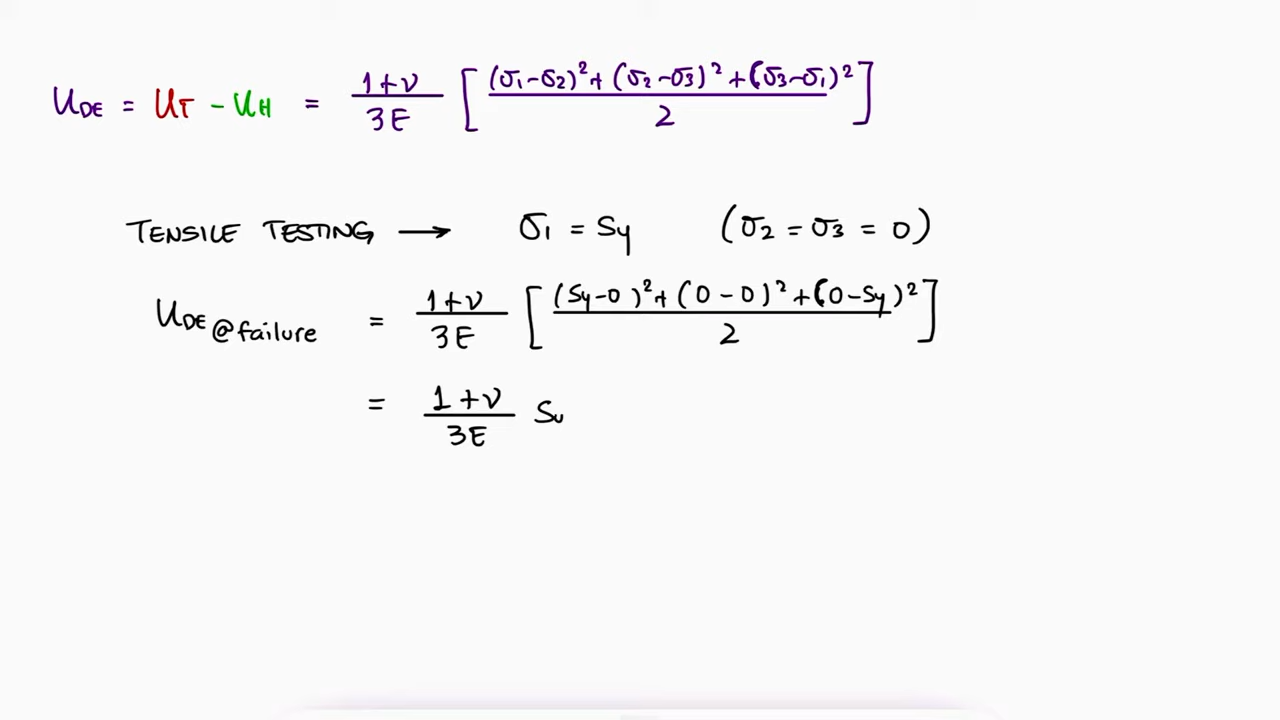 U_DE = U_T - U_H = (1+ν)/(3E) [((σ1-σ2)²+(σ2-σ3)²+(σ3-σ1)²)/2]
TENSILE TESTING → σ1 = Sy (σ2 = σ3 = 0)
U_DE @failure = (1+ν)/(3E) [((Sy-0)²+(0-0)²+(0-Sy)²)/2]
= (1+ν)/(3E) S